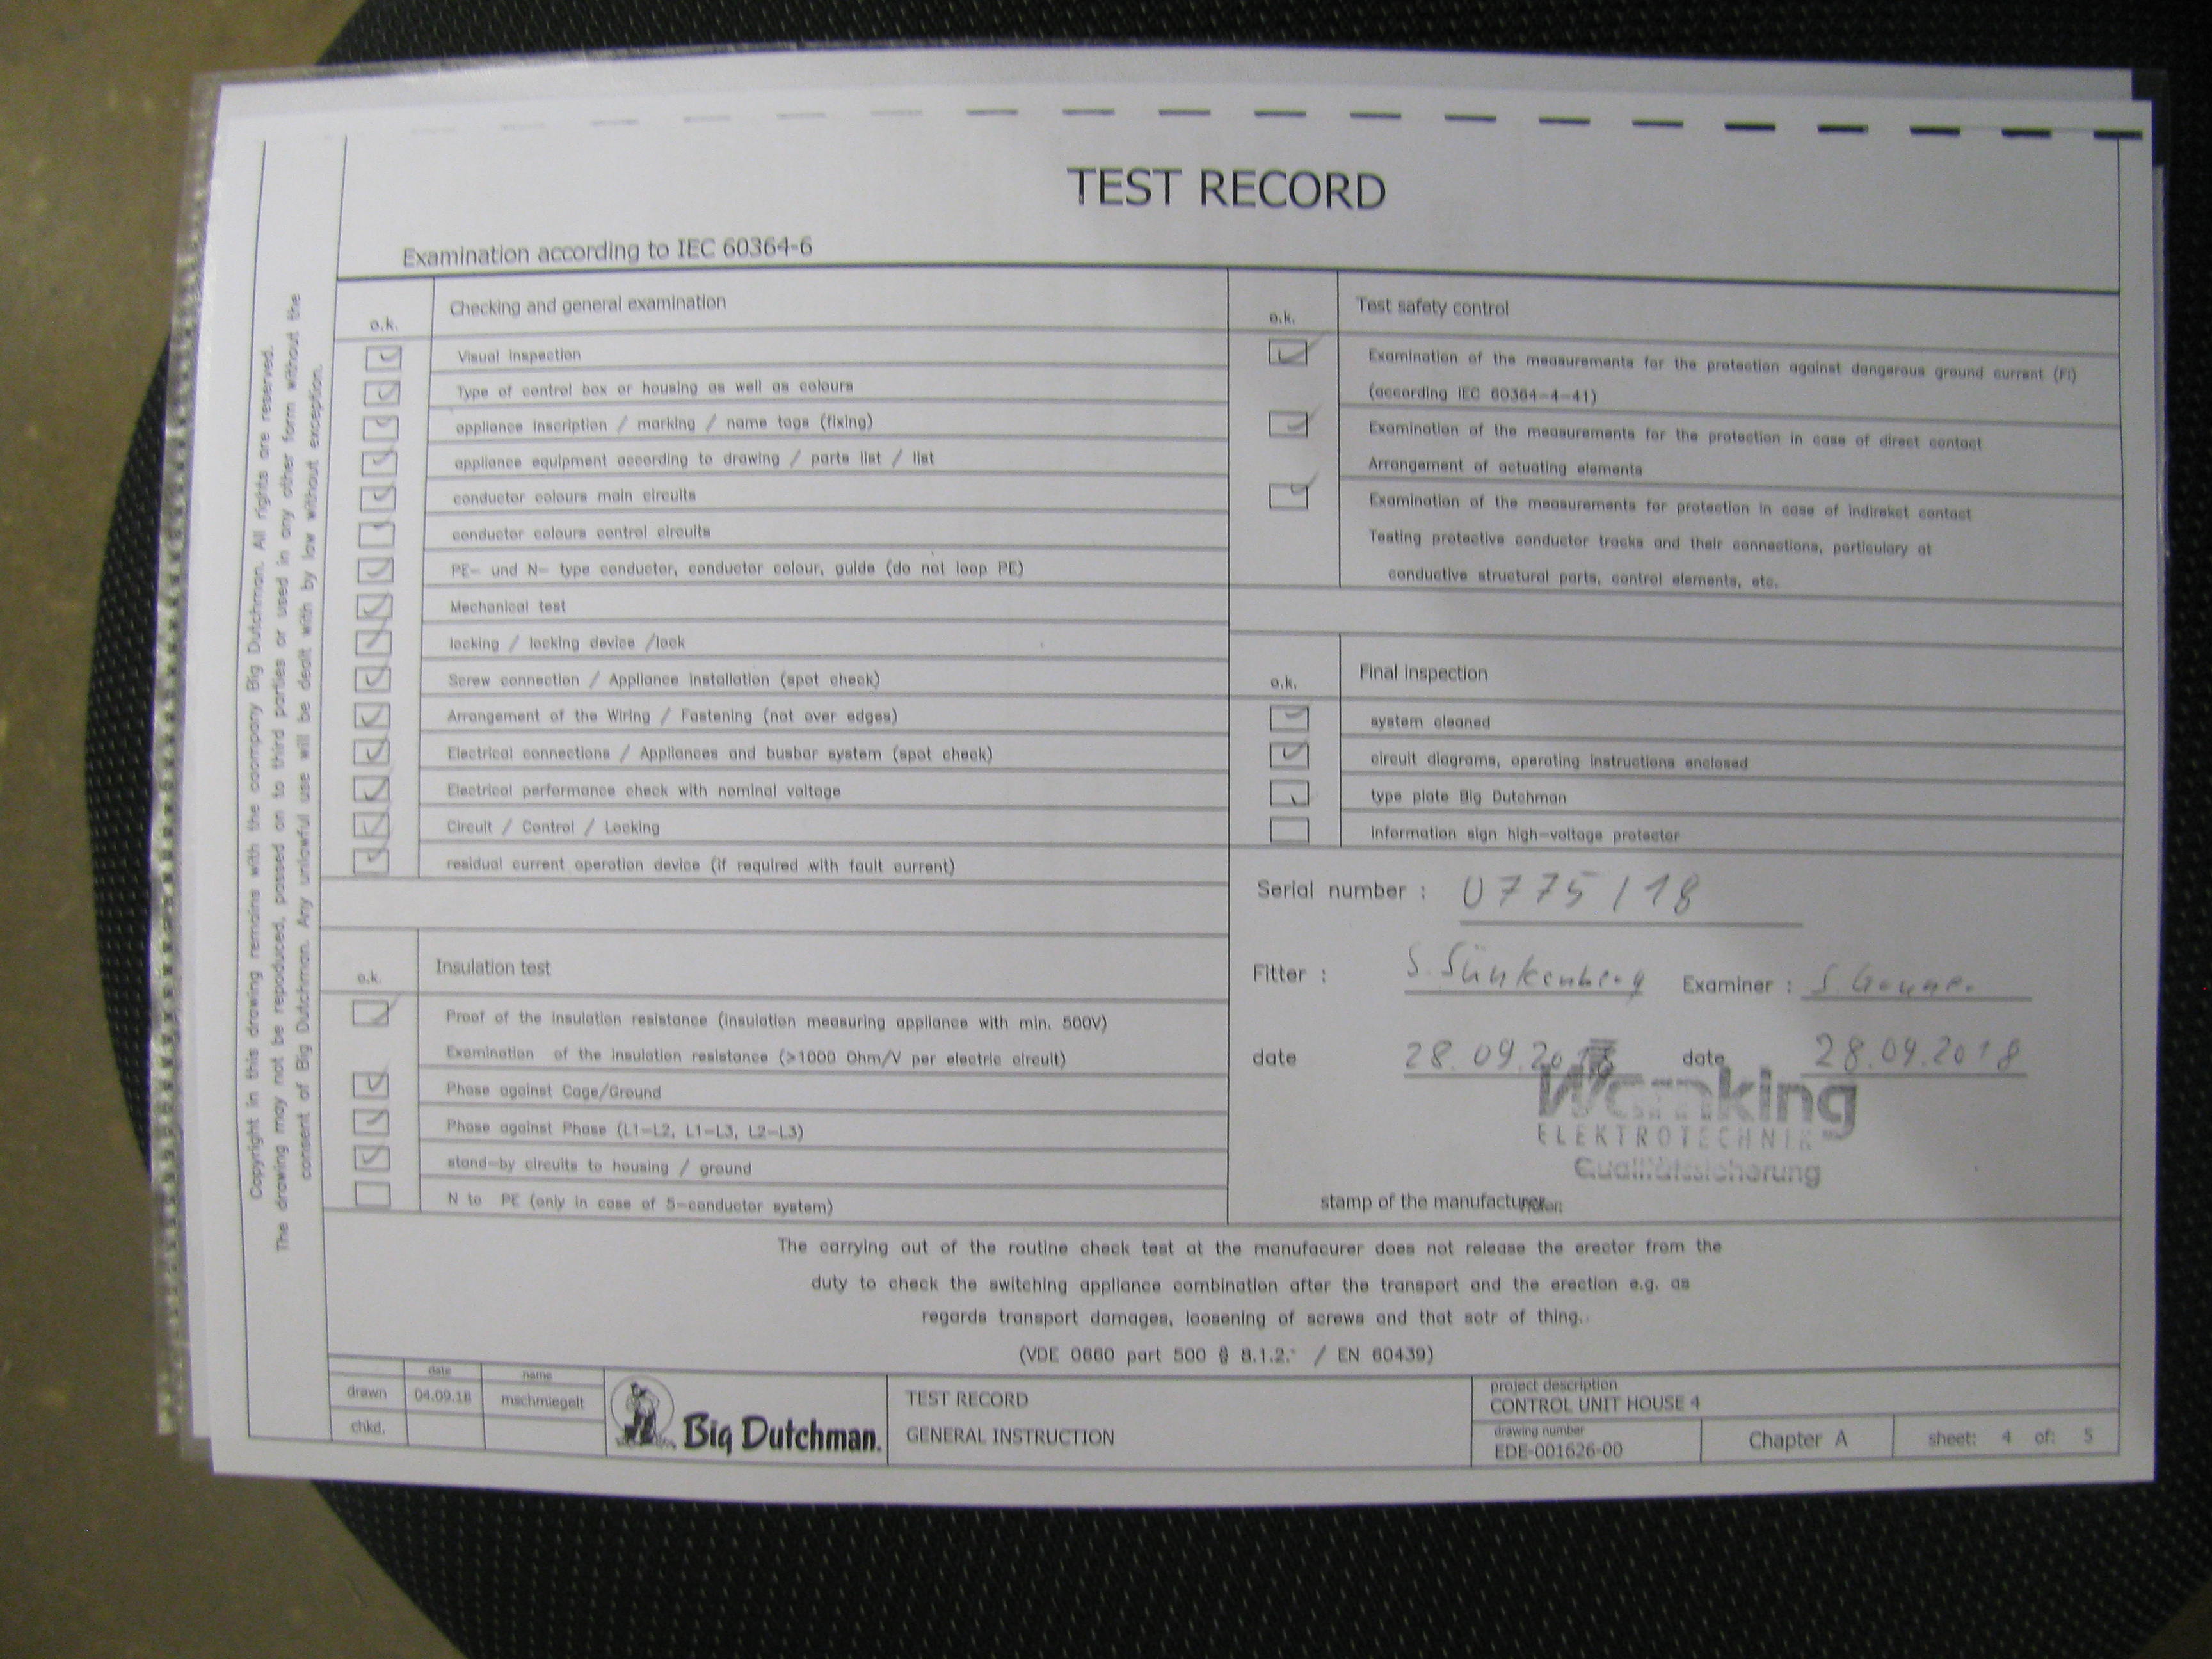 TEST RECORD
Examination according to IEC 60364-6
o.k.
Checking and general examination
Visual inspection
Type of control box or housing as well as colours
appliance inscription / marking / name tags (fixing)
appliance equipment according to drawing / parts list / list
conductor colours main circuits
conductor colours control circuits
PE- und N- type conductor, conductor colour, guide (do not loop PE)
Mechanical test
locking / locking device /lock
Screw connection / Appliance installation (spot check)
Arrangement of the Wiring / Fastening (not over edges)
Electrical connections / Appliances and busbar system (spot check)
Electrical performance check with nominal voltage
Circuit / Control / Locking
residual current operation device (if required with fault current)
o.k.
Insulation test
Proof of the insulation resistance (insulation measuring appliance with min. 500V)
Examination of the insulation resistance (>1000 Ohm/V per electric circuit)
Phase against Cage/Ground
Phase against Phase (L1-L2, L1-L3, L2-L3)
stand-by circuits to housing / ground
N to PE (only in case of 5-conductor system)
o.k.
Test safety control
Examination of the measurements for the protection against dangerous ground current (FI)
(according IEC 60364-4-41)
Examination of the measurements for the protection in case of direct contact
Arrangement of actuating elements
Examination of the measurements for protection in case of indirekct contact
Testing protective conductor tracks and their connections, particulary at
conductive structural parts, control elements, etc.
o.k.
Final inspection
system cleaned
circuit diagrams, operating instructions enclosed
type plate Big Dutchman
information sign high-voltage protector
Serial number : 0775/18
Fitter : S. Sünkenberg Examiner : S.
date 28.09.2018 date 28.09.2018
ELEKTROTECHNIK
Qualitätssicherung
stamp of the manufacturer
The carrying out of the routine check test at the manufacurer does not release the erector from the
duty to check the switching appliance combination after the transport and the erection e.g. as
regards transport damages, loosening of screws and that sotr of thing.
(VDE 0660 part 500 § 8.1.2. / EN 60439)
date name
drawn 04.09.18 mschmiegelt
chkd.
Big Dutchman.
TEST RECORD
GENERAL INSTRUCTION
project description
CONTROL UNIT HOUSE 4
drawing number
EDE-001626-00
Chapter A
sheet: 4 of: 5
Copyright in this drawing remains with the coompany Big Dutchman. All rights are reserved.
The drawing may not be repoduced, passed on to third parties or used in any other form without the
consent of Big Dutchman. Any unlawful use will be dealt with by law without exception.